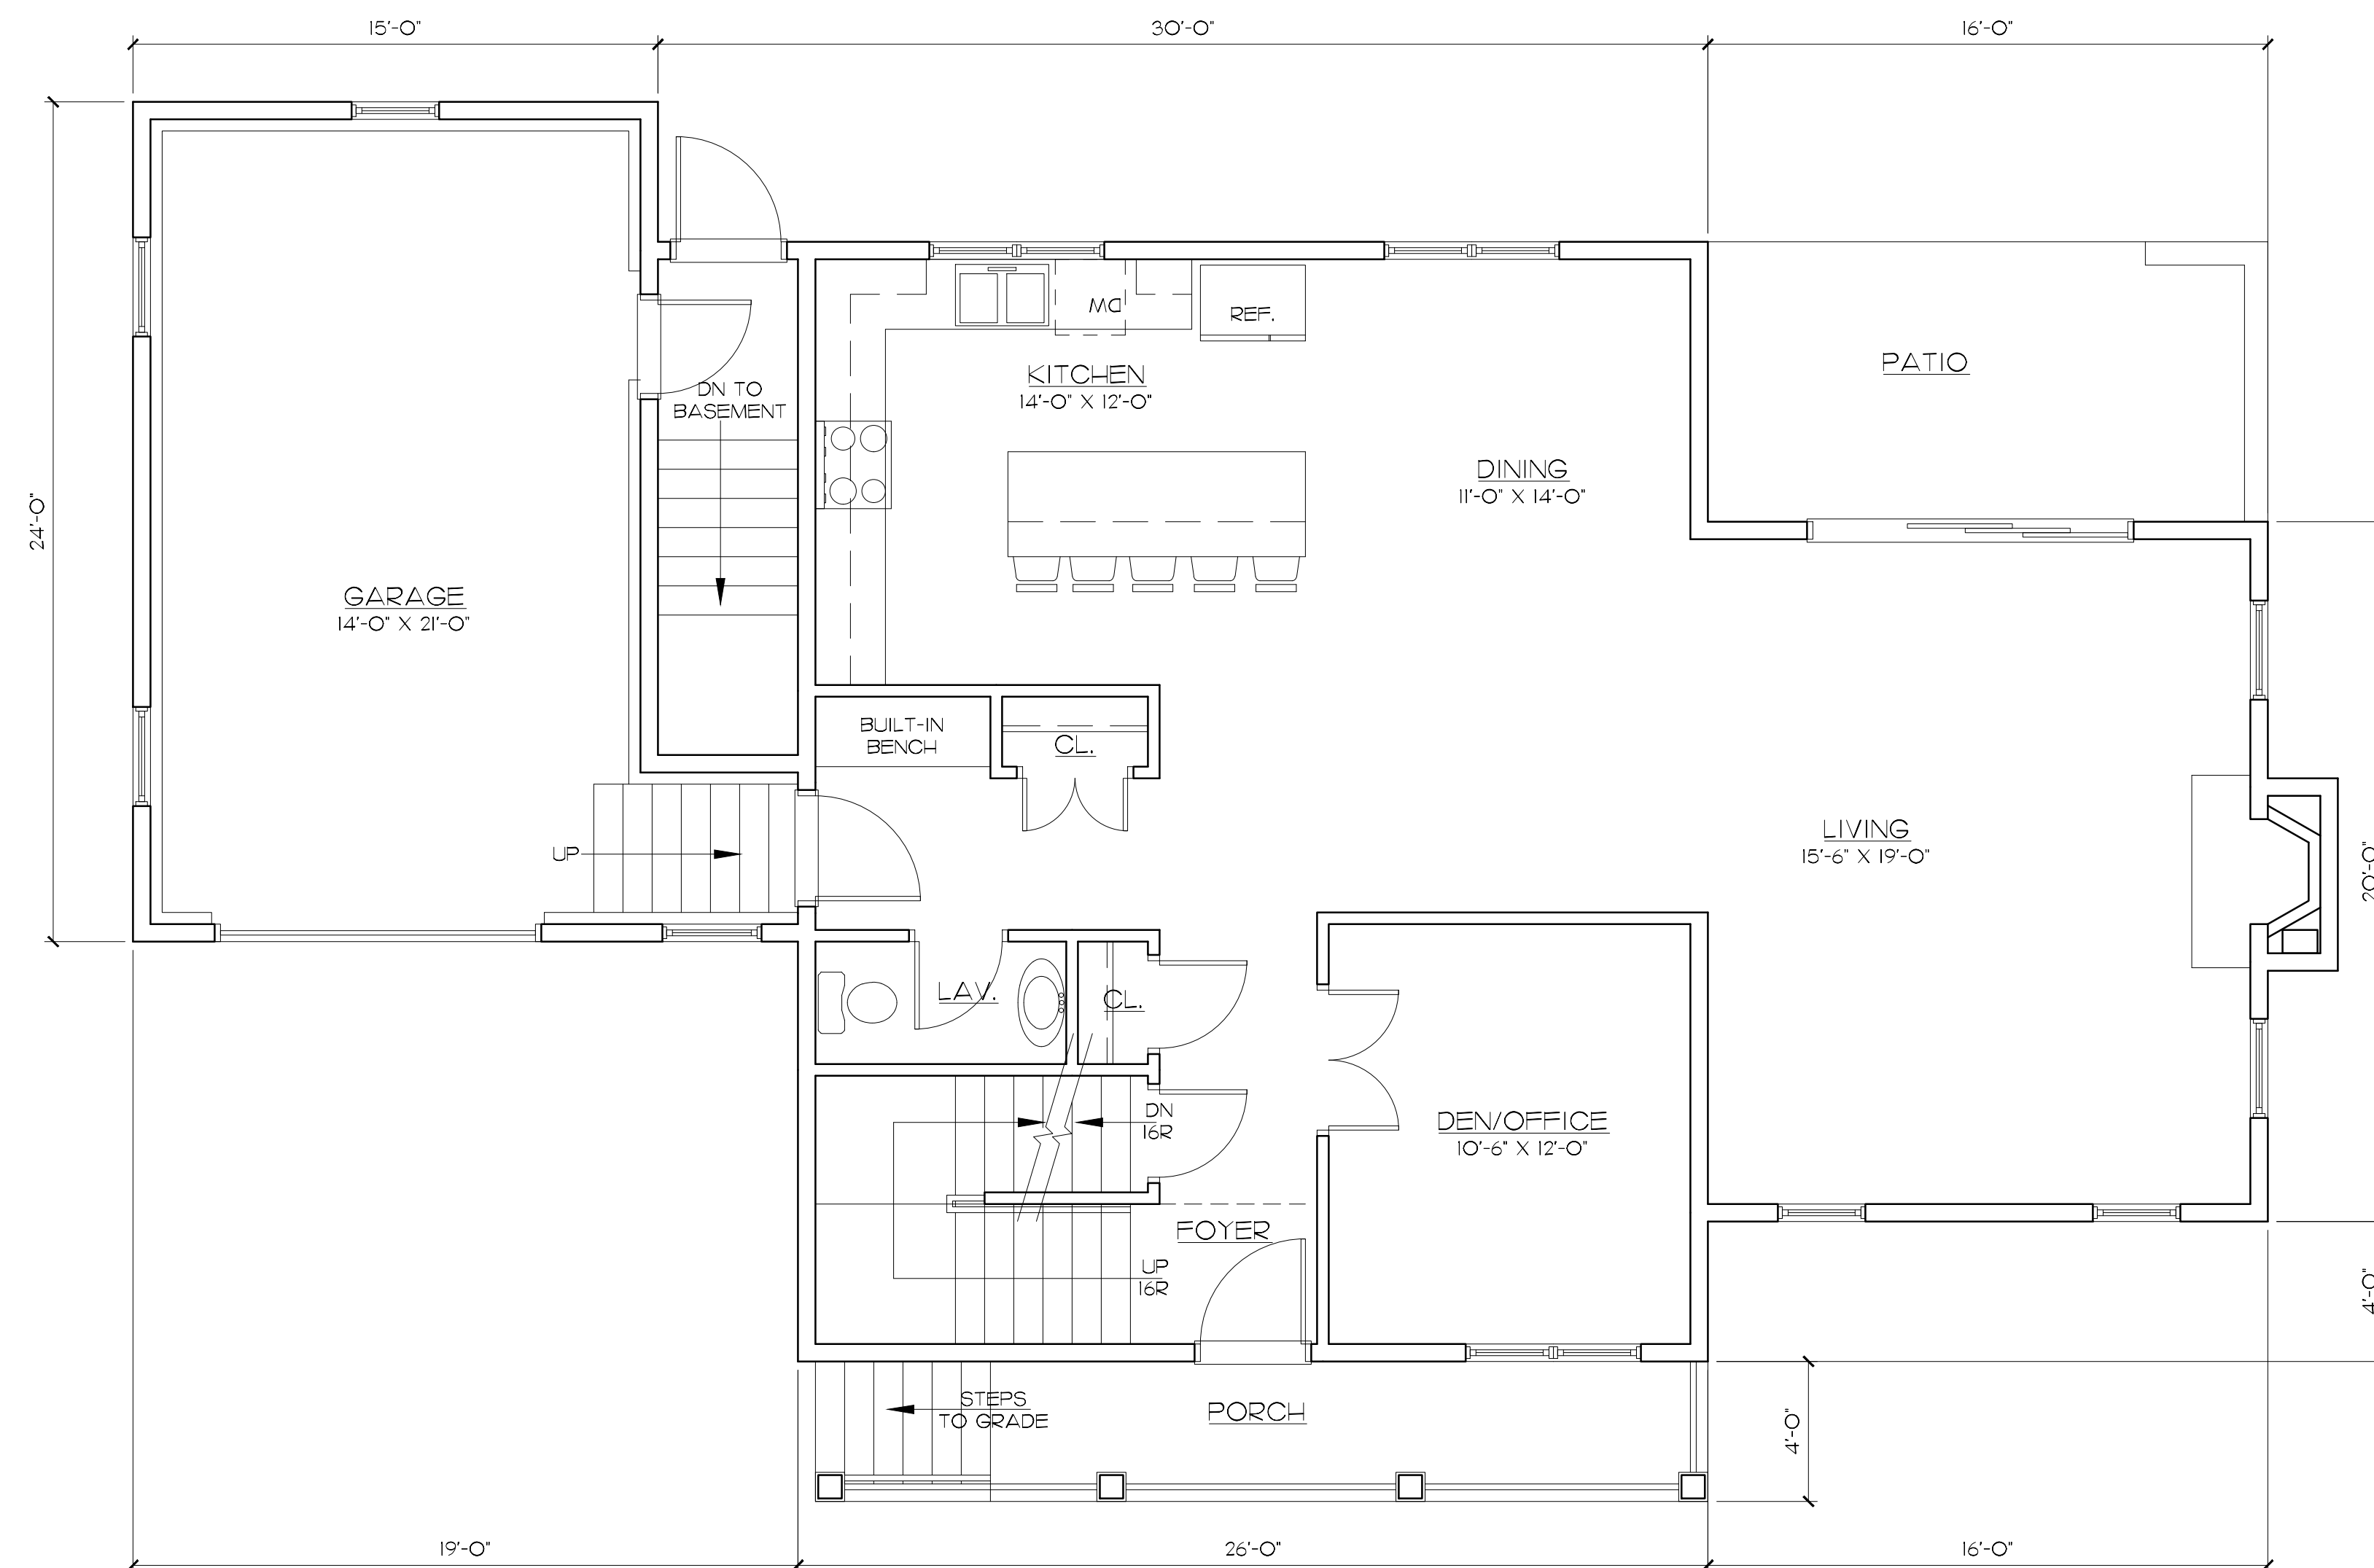 15'-0"
30'-0"
16'-0"
24'-0"
DW
REF.
KITCHEN
14'-0" X 12'-0"
PATIO
DN TO
BASEMENT
DINING
11'-0" X 14'-0"
GARAGE
14'-0" X 21'-0"
BUILT-IN
BENCH
CL.
LIVING
15'-6" X 19'-0"
20'-0"
UP
LAV.
CL.
DN
16R
DEN/OFFICE
10'-6" X 12'-0"
FOYER
UP
16R
4'-0"
STEPS
TO GRADE
PORCH
4'-0"
19'-0"
26'-0"
16'-0"